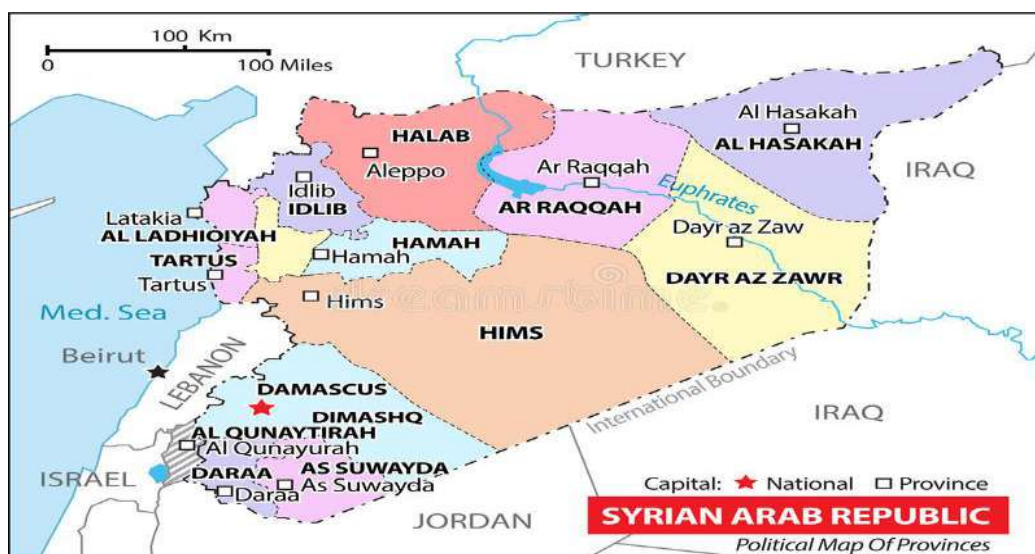 100 Km
0
100 Miles
TURKEY
Al Hasakah
AL HASAKAH
IRAQ
HALAB
Aleppo
Ar Raqqah
AR RAQQAH
Euphrates
Idlib
IDLIB
Latakia
AL LADHIOIYAH
HAMAH
Hamah
Dayr az Zaw
DAYR AZ ZAWR
TARTUS
Tartus
Hims
HIMS
dreamstime.
Med. Sea
Beirut
LEBANON
International Boundary
DAMASCUS
DIMASHQ
IRAQ
AL QUNAYTIRAH
Al Qunayurah
ISRAEL
DARAA
Daraa
AS SUWAYDA
As Suwayda
JORDAN
Capital: National Province
SYRIAN ARAB REPUBLIC
Political Map Of Provinces